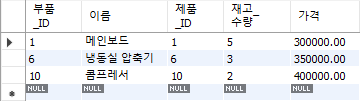 부품_ID 이름 제품_ID 재고_수량 가격
1 메인보드 1 5 300000.00
6 냉동실 압축기 6 3 350000.00
10 콤프레서 10 2 400000.00
NULL NULL NULL NULL NULL